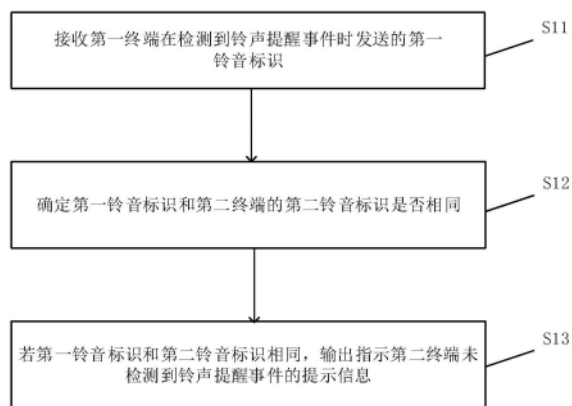 接收第一终端在检测到铃声提醒事件时发送的第一
铃音标识
S11
确定第一铃音标识和第二终端的第二铃音标识是否相同
S12
若第一铃音标识和第二铃音标识相同，输出指示第二终端未
检测到铃声提醒事件的提示信息
S13